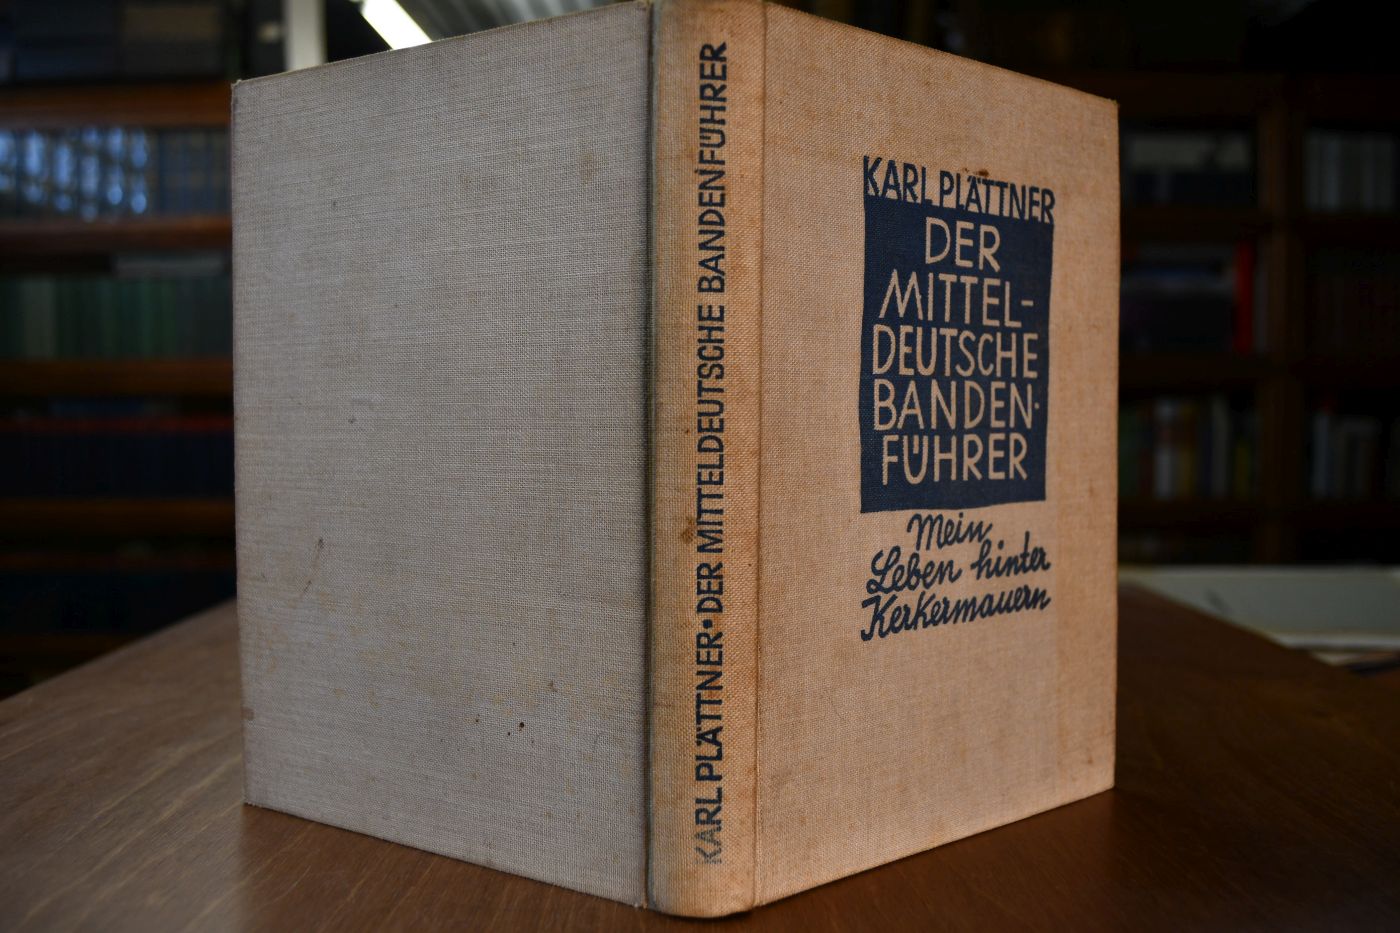 KARL PLÄTTNER • DER MITTELDEUTSCHE BANDENFÜHRER
KARL PLÄTTNER
DER
MITTEL-
DEUTSCHE
BANDEN-
FÜHRER
Mein
Leben hinter
Kerkermauern